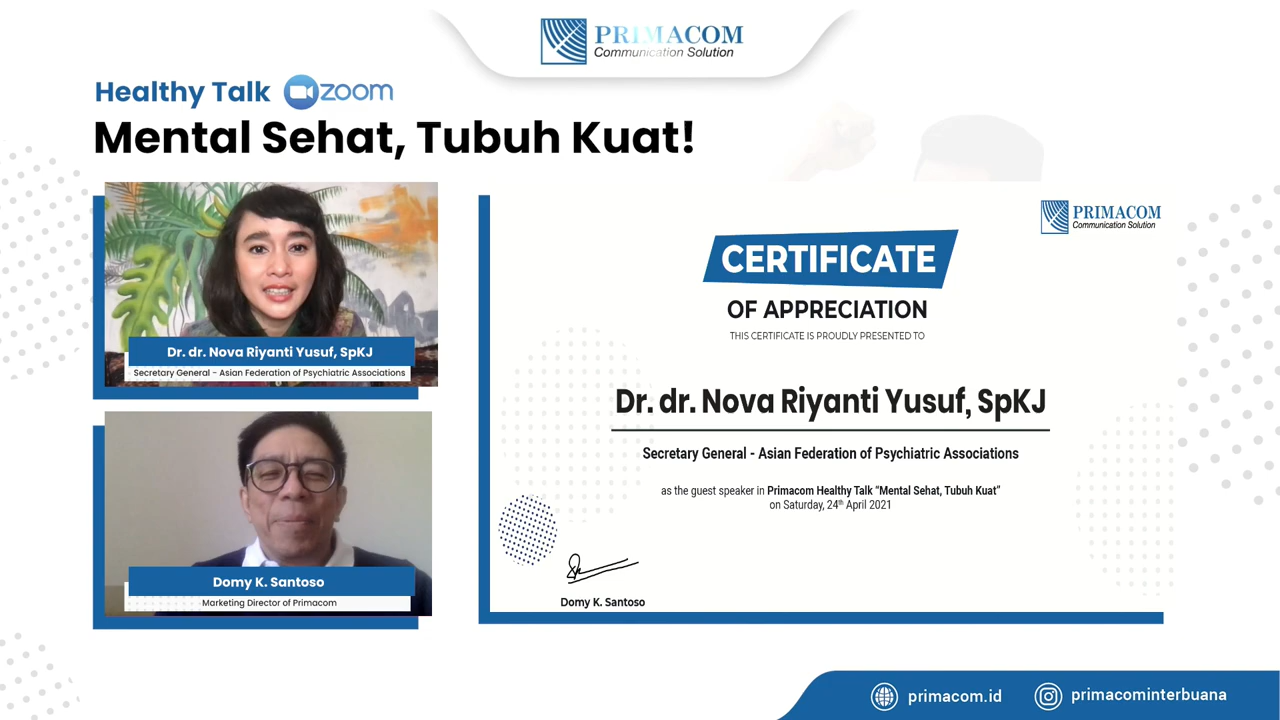 PRIMACOM
Communication Solution
Healthy Talk zoom
Mental Sehat, Tubuh Kuat!
Dr. dr. Nova Riyanti Yusuf, SpKJ
Secretary General - Asian Federation of Psychiatric Associations
Domy K. Santoso
Marketing Director of Primacom
PRIMACOM
Communication Solution
CERTIFICATE
OF APPRECIATION
THIS CERTIFICATE IS PROUDLY PRESENTED TO
Dr. dr. Nova Riyanti Yusuf, SpKJ
Secretary General - Asian Federation of Psychiatric Associations
as the guest speaker in Primacom Healthy Talk “Mental Sehat, Tubuh Kuat”
on Saturday, 24th April 2021
Domy K. Santoso
primacom.id
primacominterbuana